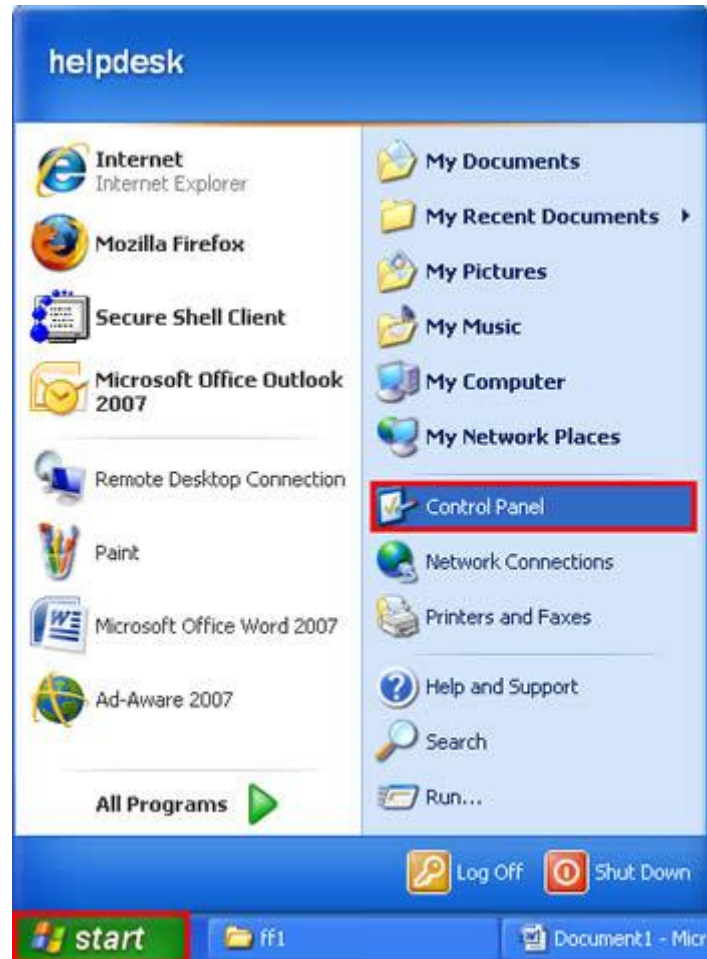 helpdesk
Internet
Internet Explorer
Mozilla Firefox
Secure Shell Client
Microsoft Office Outlook
2007
Remote Desktop Connection
Paint
Microsoft Office Word 2007
Ad-Aware 2007
All Programs
My Documents
My Recent Documents
My Pictures
My Music
My Computer
My Network Places
Control Panel
Network Connections
Printers and Faxes
Help and Support
Search
Run...
Log Off
Shut Down
start
ff1
Document1 - Micr